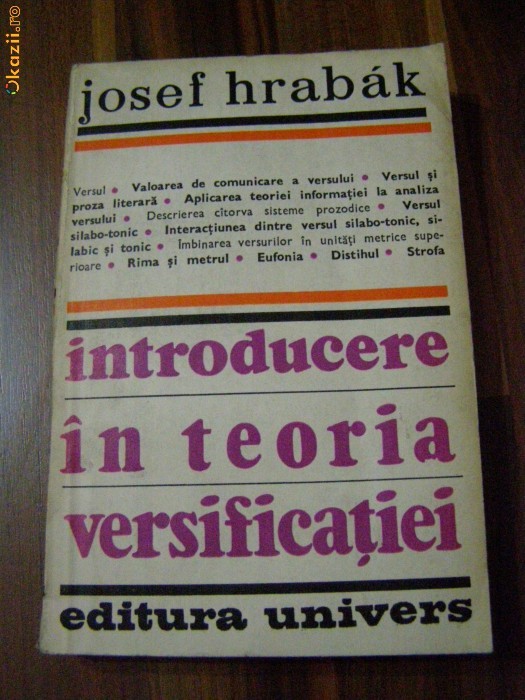 Okazii.ro
josef hrabák
Versul • Valoarea de comunicare a versului • Versul și
proza literară • Aplicarea teoriei informației la analiza
versului • Descrierea cîtorva sisteme prozodice • Versul
silabo-tonic • Interacțiunea dintre versul silabo-tonic, si-
labic și tonic • Îmbinarea versurilor în unități metrice supe-
rioare • Rima și metrul • Eufonia • Distihul • Strofa
introducere
în teoria
versificației
editura univers